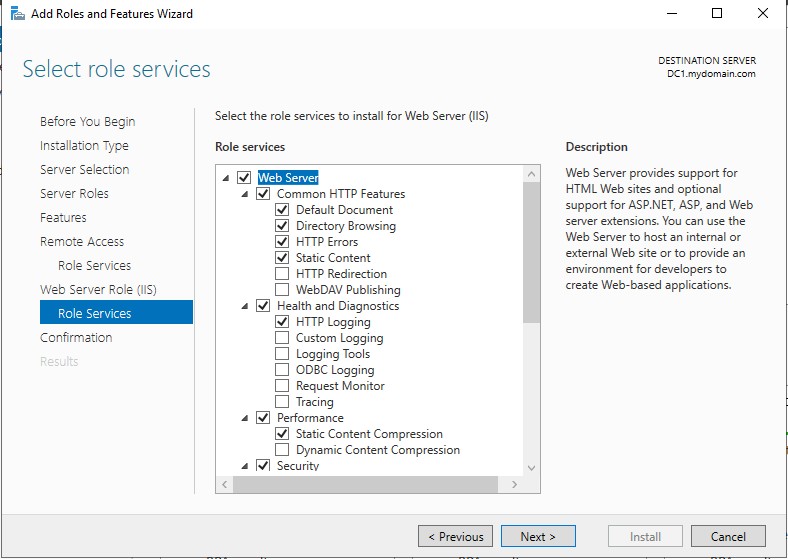 Add Roles and Features Wizard
Select role services
DESTINATION SERVER
DC1.mydomain.com
Before You Begin
Installation Type
Server Selection
Server Roles
Features
Remote Access
Role Services
Web Server Role (IIS)
Role Services
Confirmation
Results
Select the role services to install for Web Server (IIS)
Role services
Web Server
Common HTTP Features
Default Document
Directory Browsing
HTTP Errors
Static Content
HTTP Redirection
WebDAV Publishing
Health and Diagnostics
HTTP Logging
Custom Logging
Logging Tools
ODBC Logging
Request Monitor
Tracing
Performance
Static Content Compression
Dynamic Content Compression
Security
Description
Web Server provides support for
HTML Web sites and optional
support for ASP.NET, ASP, and Web
server extensions. You can use the
Web Server to host an internal or
external Web site or to provide an
environment for developers to
create Web-based applications.
< Previous
Next >
Install
Cancel